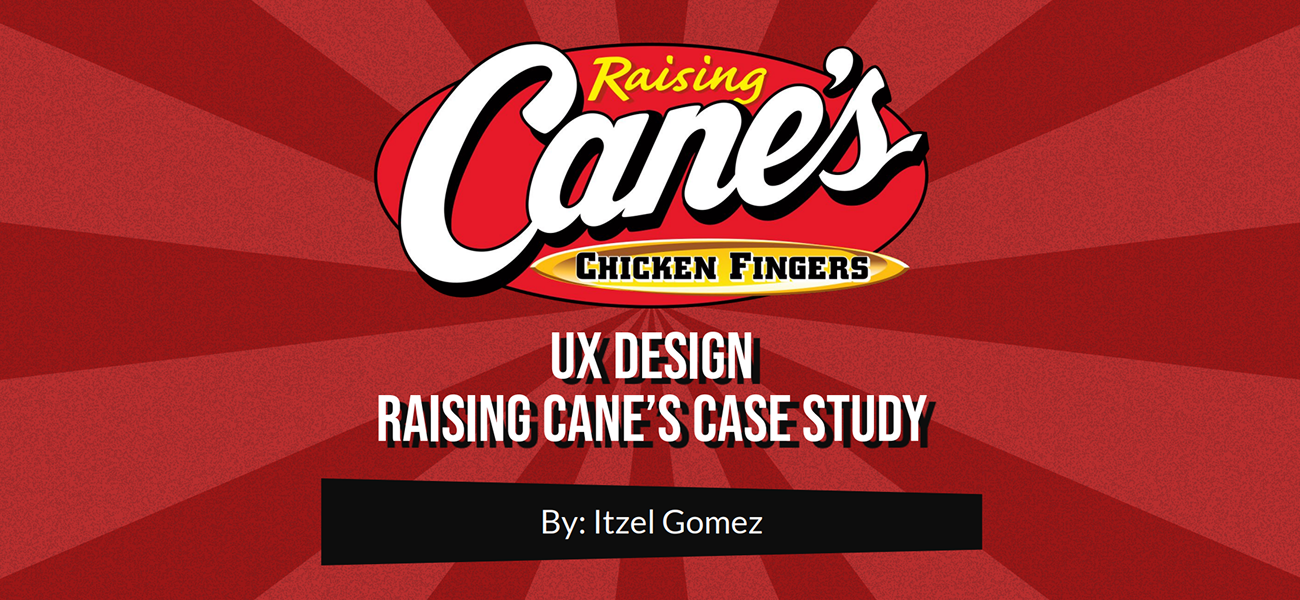 Raising
Cane's
CHICKEN FINGERS
UX DESIGN
RAISING CANE’S CASE STUDY
By: Itzel Gomez